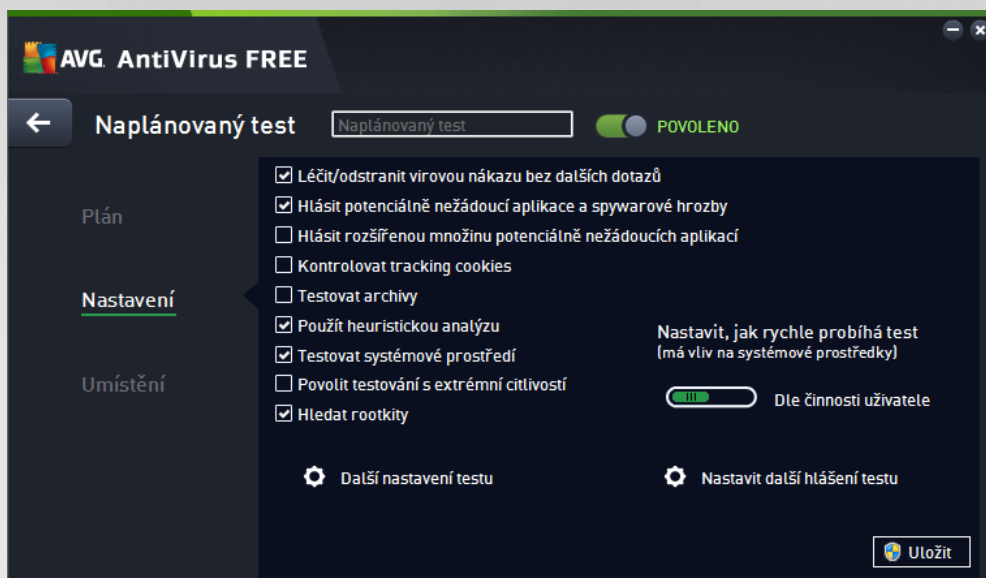 AVG. AntiVirus FREE
Naplánovaný test
Naplánovaný test
POVOLENO
Plán
Nastavení
Umístění
Léčit/odstranit virovou nákazu bez dalších dotazů
Hlásit potenciálně nežádoucí aplikace a spywarové hrozby
Hlásit rozšířenou množinu potenciálně nežádoucích aplikací
Kontrolovat tracking cookies
Testovat archivy
Použít heuristickou analýzu
Testovat systémové prostředí
Povolit testování s extrémní citlivostí
Hledat rootkity
Nastavit, jak rychle probíhá test
(má vliv na systémové prostředky)
Dle činnosti uživatele
Další nastavení testu
Nastavit další hlášení testu
Uložit